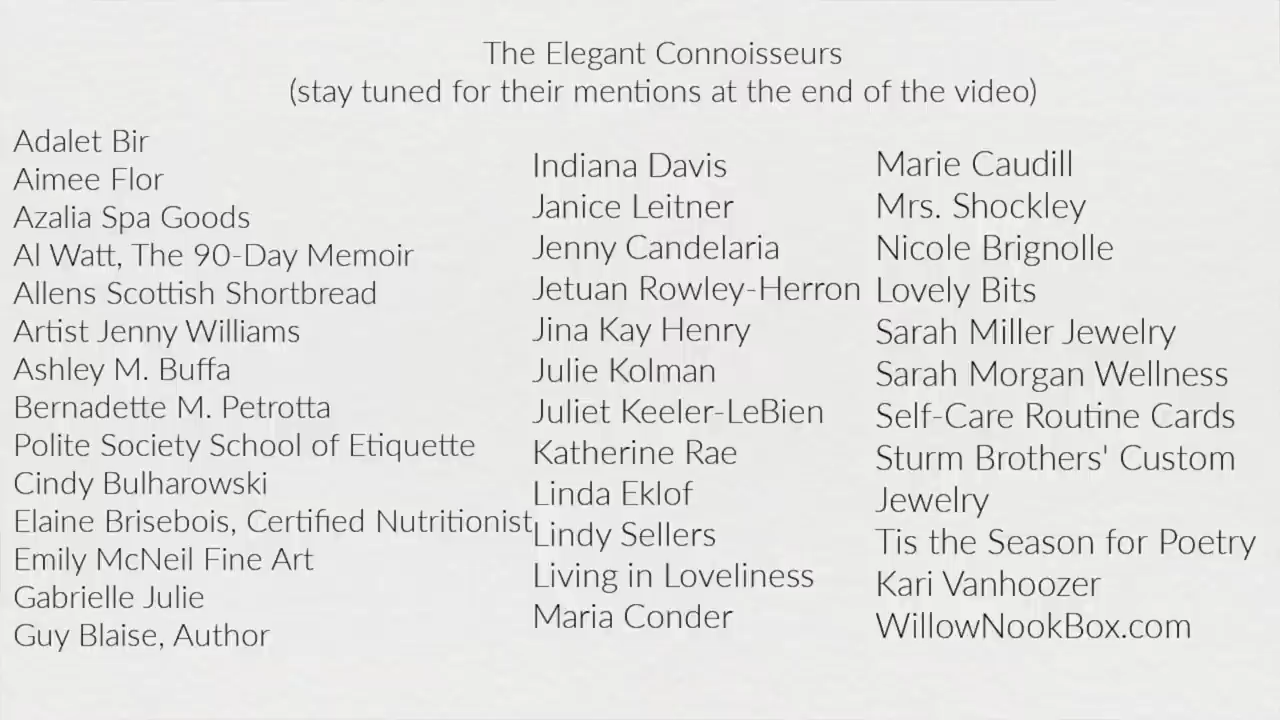 The Elegant Connoisseurs
(stay tuned for their mentions at the end of the video)
Adalet Bir
Aimee Flor
Azalia Spa Goods
Al Watt, The 90-Day Memoir
Allens Scottish Shortbread
Artist Jenny Williams
Ashley M. Buffa
Bernadette M. Petrotta
Polite Society School of Etiquette
Cindy Bulharowski
Elaine Brisebois, Certified Nutritionist
Emily McNeil Fine Art
Gabrielle Julie
Guy Blaise, Author
Indiana Davis
Janice Leitner
Jenny Candelaria
Jetuan Rowley-Herron
Jina Kay Henry
Julie Kolman
Juliet Keeler-LeBien
Katherine Rae
Linda Eklof
Lindy Sellers
Living in Loveliness
Maria Conder
Marie Caudill
Mrs. Shockley
Nicole Brignolle
Lovely Bits
Sarah Miller Jewelry
Sarah Morgan Wellness
Self-Care Routine Cards
Sturm Brothers' Custom
Jewelry
Tis the Season for Poetry
Kari Vanhoozer
WillowNookBox.com